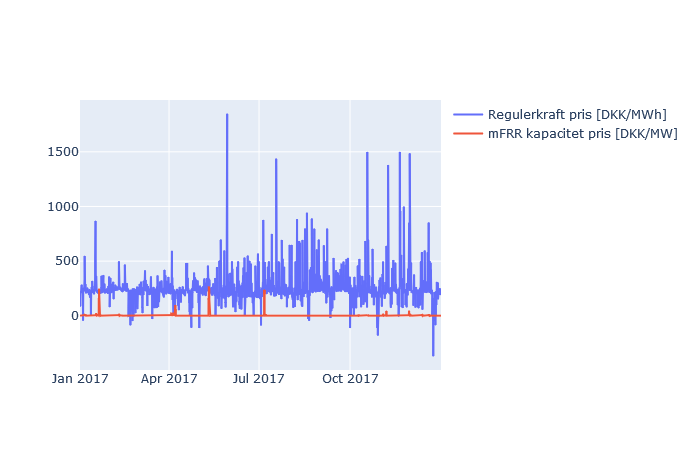 Regulerkraft pris [DKK/MWh]
mFRR kapacitet pris [DKK/MW]
1500
1000
500
0
Jan 2017
Apr 2017
Jul 2017
Oct 2017